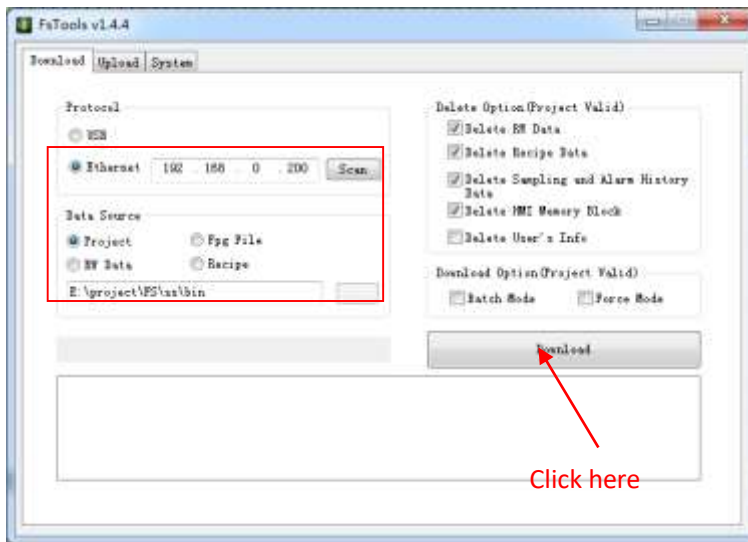 FsTools v1.4.4
Download Upload System
Protocol
USB
Ethernet 192 . 168 . 0 . 200 Scan
Data Source
Project Fpg File
RW Data Recipe
E:\project\FS\zs\bin
Delete Option(Project Valid)
Delete RW Data
Delete Recipe Data
Delete Sampling and Alarm History
Data
Delete HMI Memory Block
Delete User's Info
Download Option(Project Valid)
Batch Mode Force Mode
Download
Click here